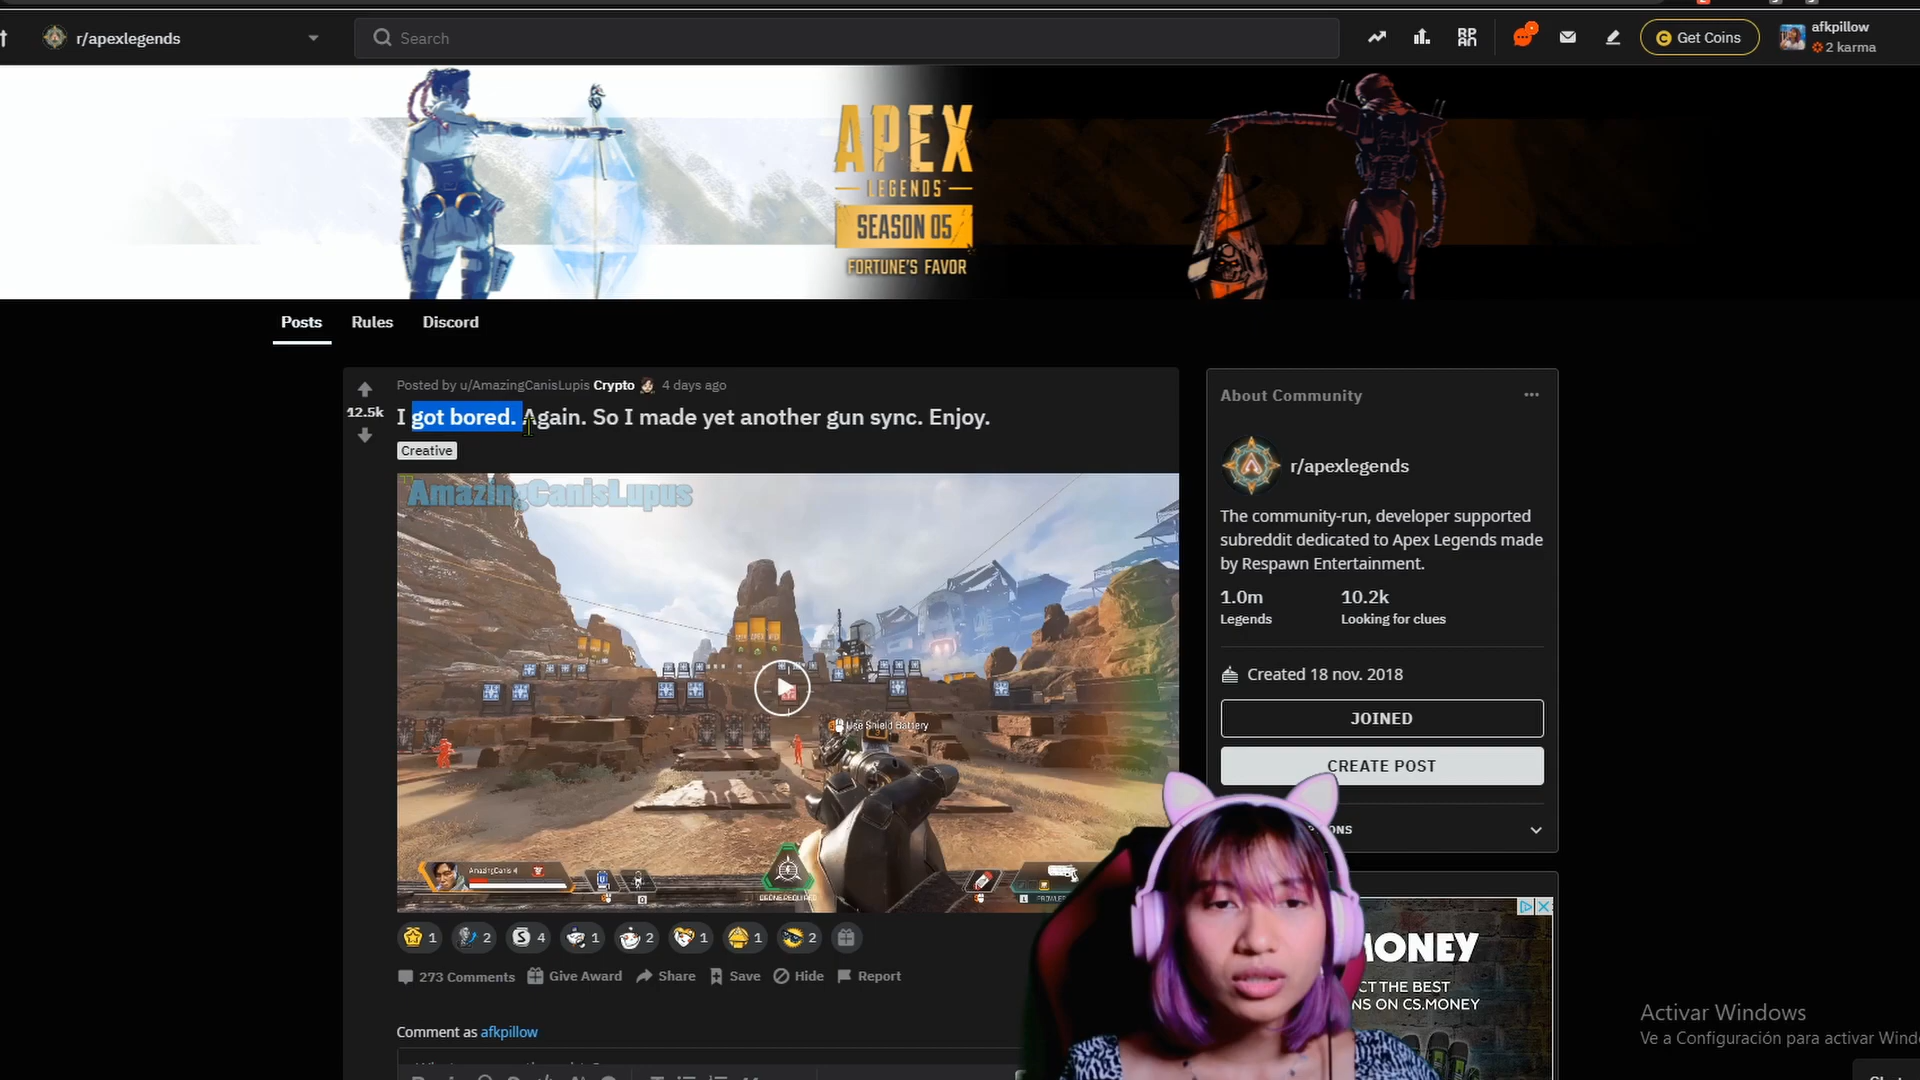 r/apexlegends
Search
Get Coins
afkpillow
2 karma
APEX
LEGENDS
SEASON 05
FORTUNE'S FAVOR
Posts
Rules
Discord
Posted by u/AmazingCanisLupis Crypto 4 days ago
12.5k
I got bored. Again. So I made yet another gun sync. Enjoy.
Creative
AmazingCanisLupus
Use Shield Battery
AmazingCanis 4
1 2 4 1 2 1 1 2
273 Comments Give Award Share Save Hide Report
Comment as afkpillow
About Community
r/apexlegends
The community-run, developer supported
subreddit dedicated to Apex Legends made
by Respawn Entertainment.
1.0m 10.2k
Legends Looking for clues
Created 18 nov. 2018
JOINED
CREATE POST
MONEY
CT THE BEST
NS ON CS.MONEY
Activar Windows
Ve a Configuración para activar Wind